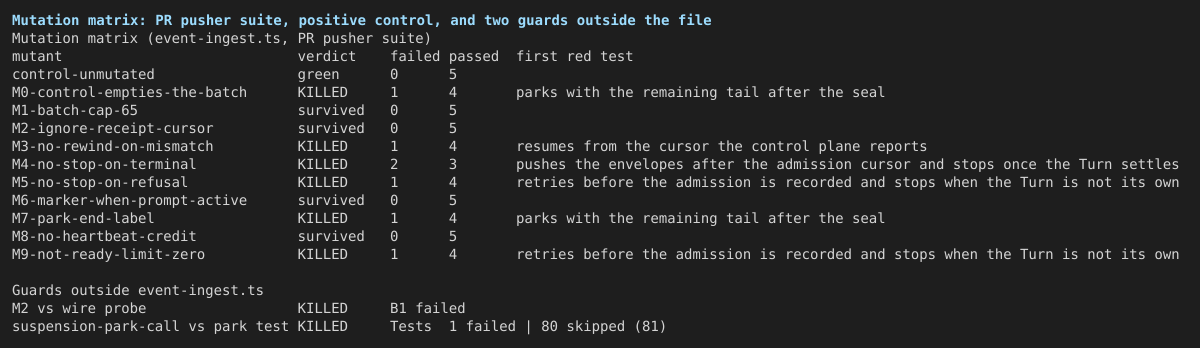 Mutation matrix: PR pusher suite, positive control, and two guards outside the file
Mutation matrix (event-ingest.ts, PR pusher suite)
mutant verdict failed passed first red test
control-unmutated green 0 5
M0-control-empties-the-batch KILLED 1 4 parks with the remaining tail after the seal
M1-batch-cap-65 survived 0 5
M2-ignore-receipt-cursor survived 0 5
M3-no-rewind-on-mismatch KILLED 1 4 resumes from the cursor the control plane reports
M4-no-stop-on-terminal KILLED 2 3 pushes the envelopes after the admission cursor and stops once the Turn settles
M5-no-stop-on-refusal KILLED 1 4 retries before the admission is recorded and stops when the Turn is not its own
M6-marker-when-prompt-active survived 0 5
M7-park-end-label KILLED 1 4 parks with the remaining tail after the seal
M8-no-heartbeat-credit survived 0 5
M9-not-ready-limit-zero KILLED 1 4 retries before the admission is recorded and stops when the Turn is not its own
Guards outside event-ingest.ts
M2 vs wire probe KILLED B1 failed
suspension-park-call vs park test KILLED Tests 1 failed | 80 skipped (81)